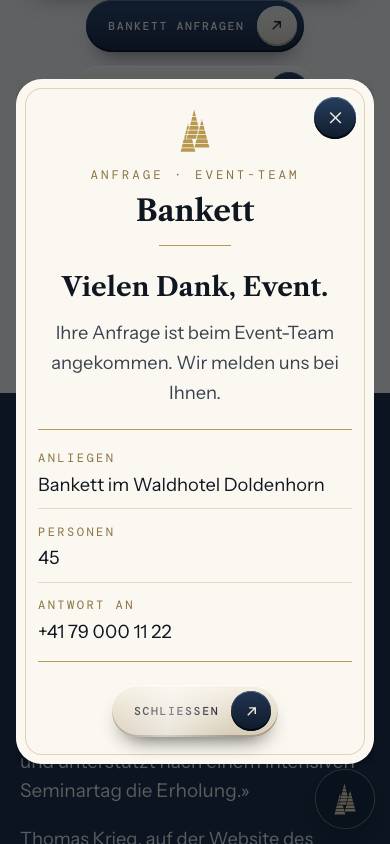 BANKETT ANFRAGEN
ANFRAGE · EVENT-TEAM
Bankett
Vielen Dank, Event.
Ihre Anfrage ist beim Event-Team
angekommen. Wir melden uns bei
Ihnen.
ANLIEGEN
Bankett im Waldhotel Doldenhorn
PERSONEN
45
ANTWORT AN
+41 79 000 11 22
SCHLIESSEN
und unterstützt nach einem intensiven
Seminartag die Erholung.»
Thomas Krieg, auf der Website des